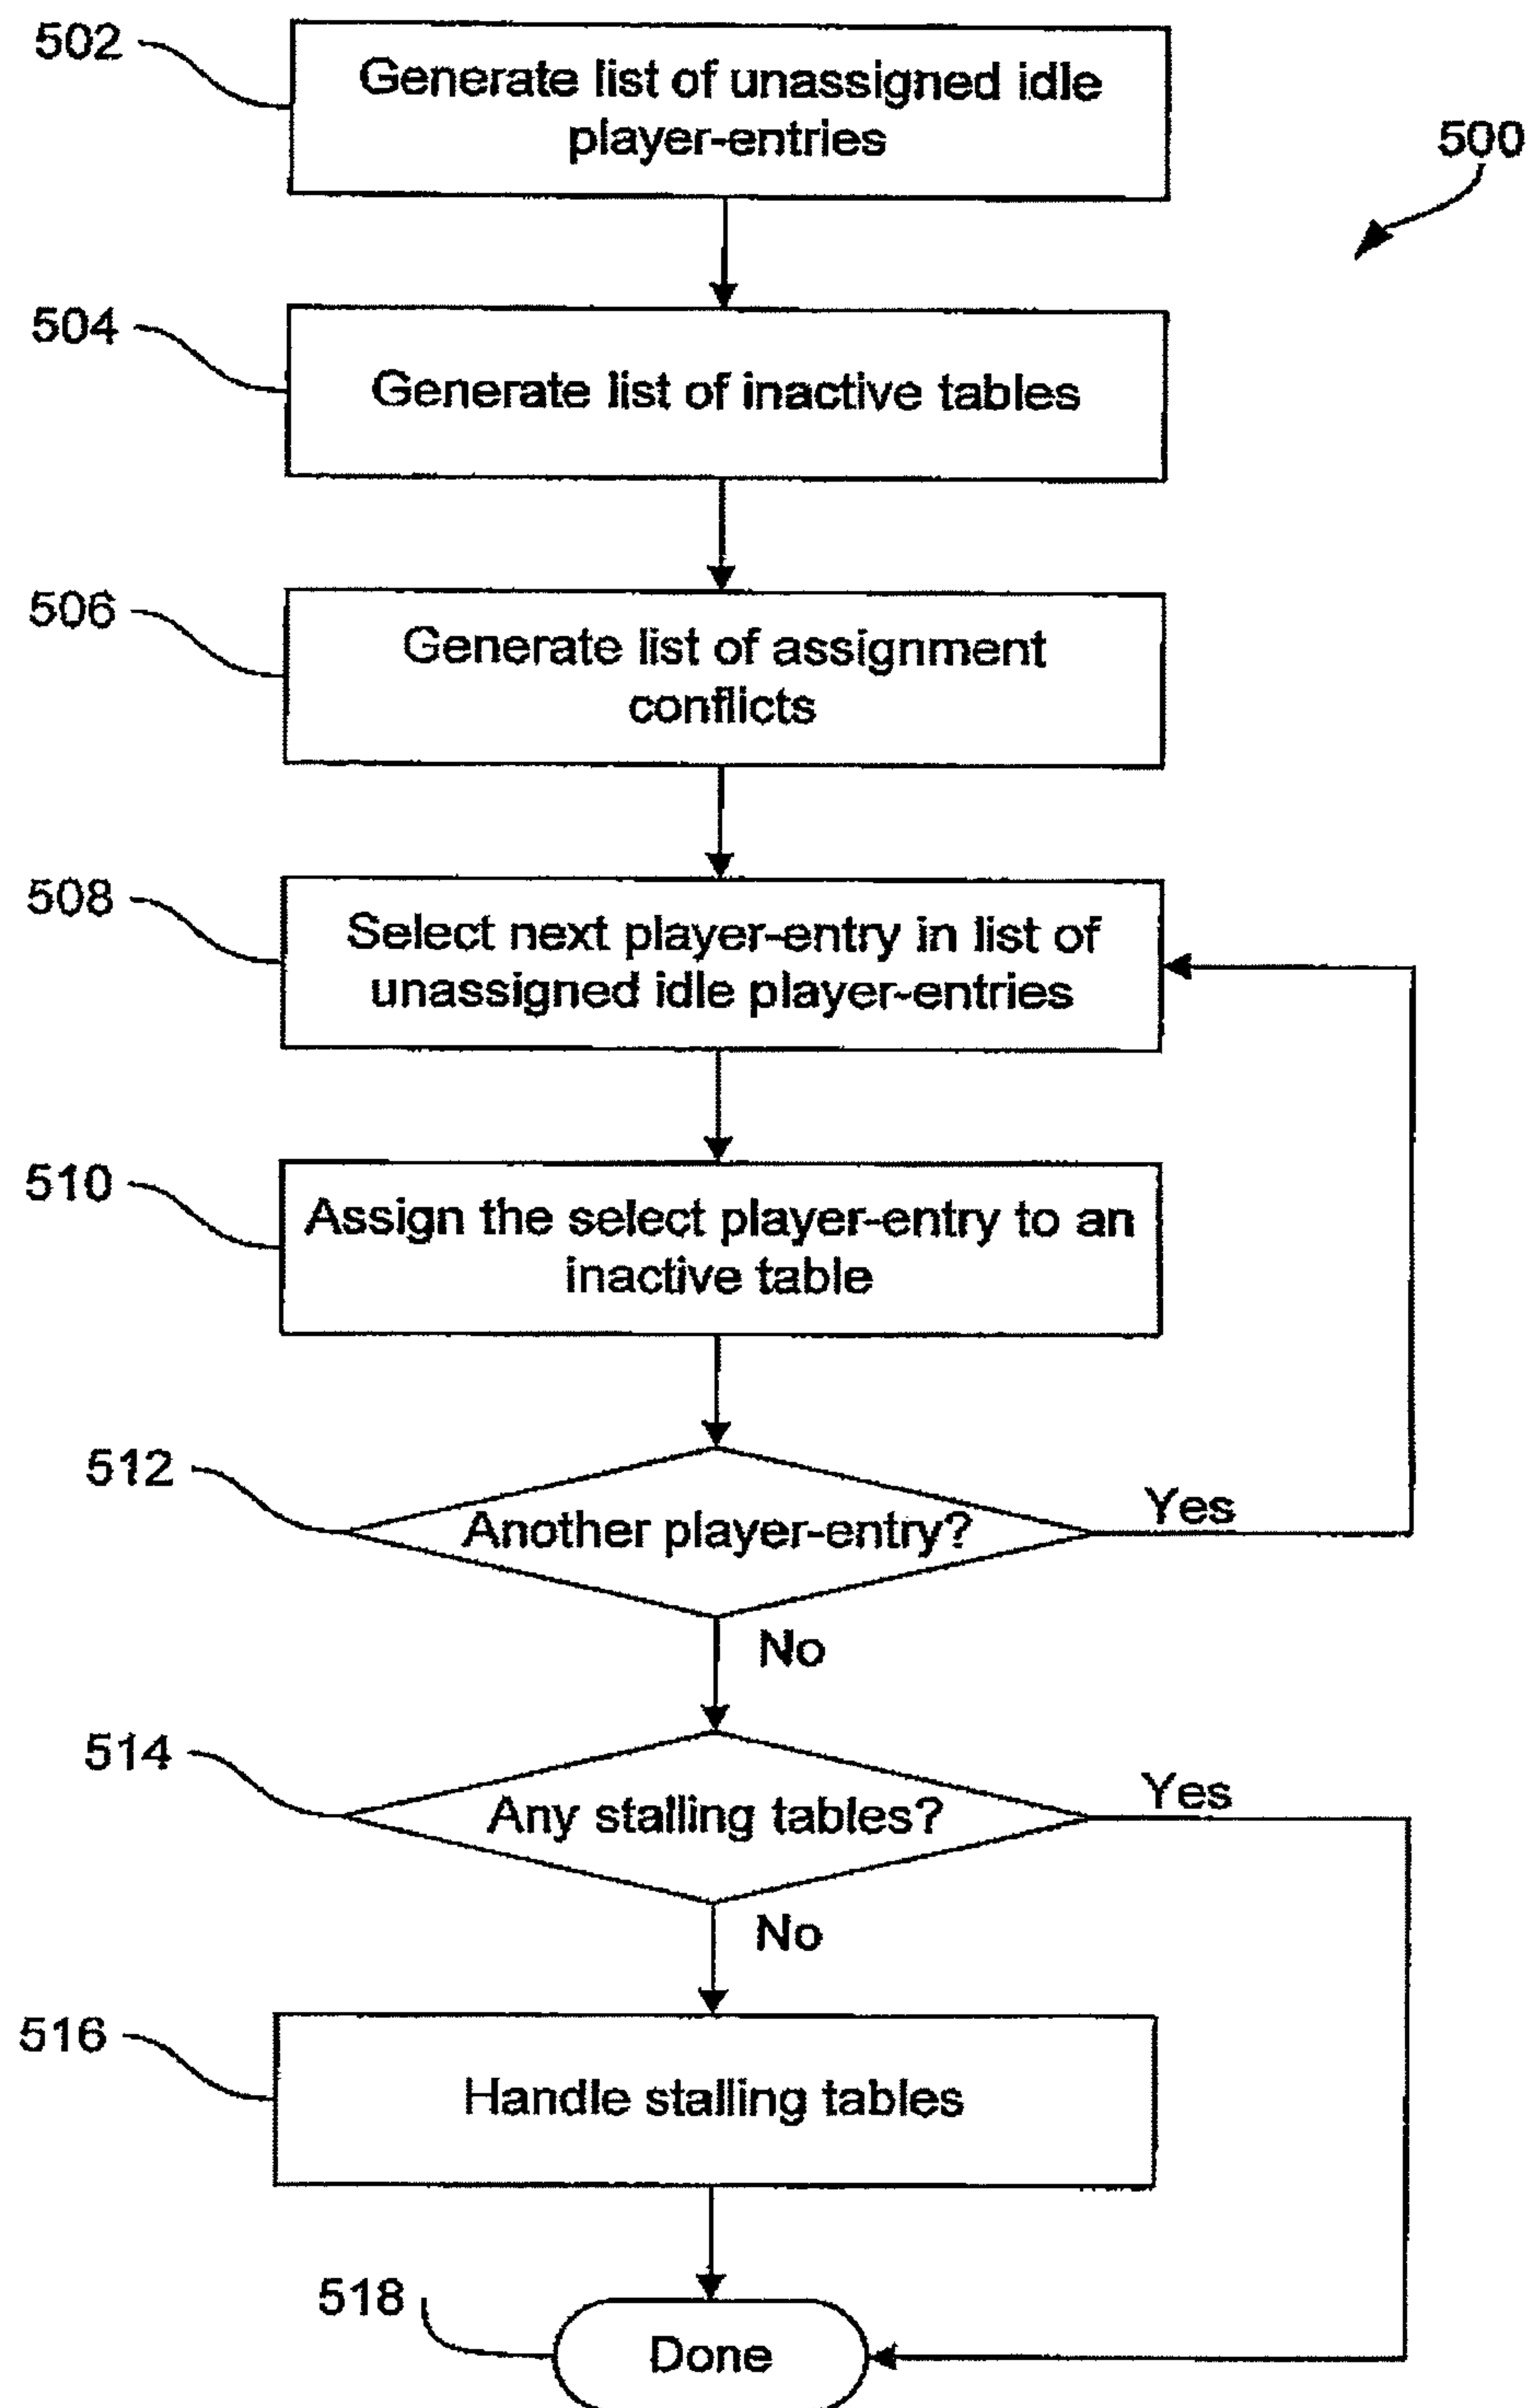 502
Generate list of unassigned idle
player-entries
500
504
Generate list of inactive tables
506
Generate list of assignment
conflicts
508
Select next player-entry in list of
unassigned idle player-entries
510
Assign the select player-entry to an
inactive table
512
Another player-entry?
Yes
No
514
Any stalling tables?
Yes
No
516
Handle stalling tables
518
Done